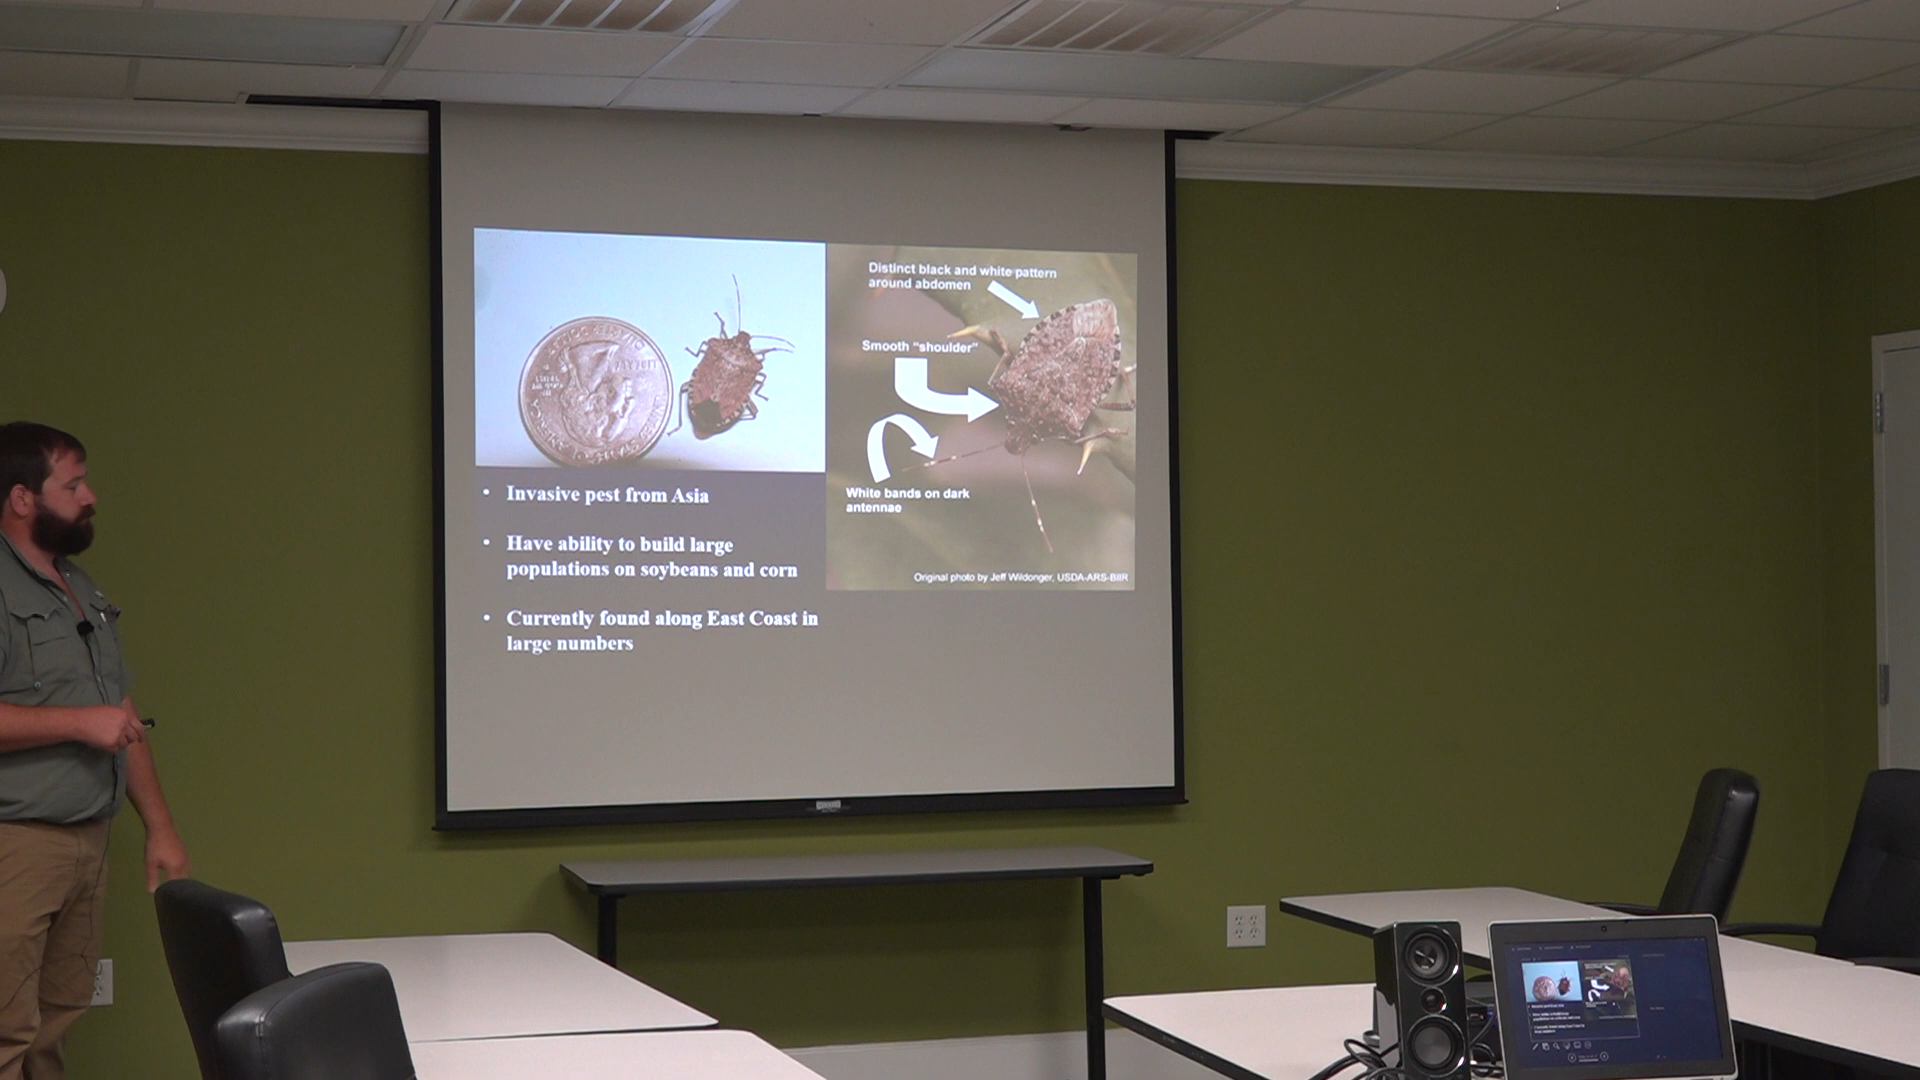 Distinct black and white pattern
around abdomen
Smooth "shoulder"
White bands on dark
antennae
Original photo by Jeff Wildonger, USDA-ARS-BIIR
• Invasive pest from Asia
• Have ability to build large
populations on soybeans and corn
• Currently found along East Coast in
large numbers